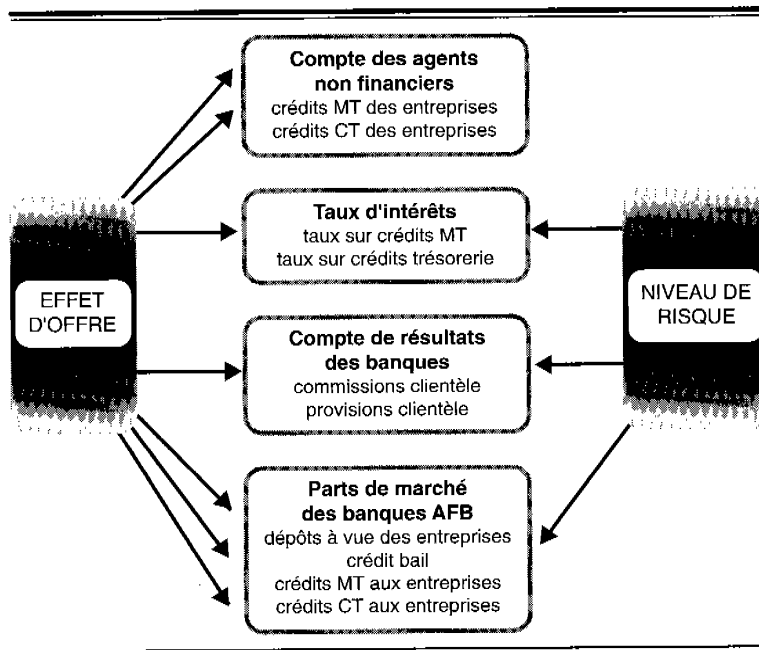 Compte des agents
non financiers
crédits MT des entreprises
crédits CT des entreprises
Taux d'intérêts
taux sur crédits MT
taux sur crédits trésorerie
EFFET
D'OFFRE
NIVEAU DE
RISQUE
Compte de résultats
des banques
commissions clientèle
provisions clientèle
Parts de marché
des banques AFB
dépôts à vue des entreprises
crédit bail
crédits MT aux entreprises
crédits CT aux entreprises